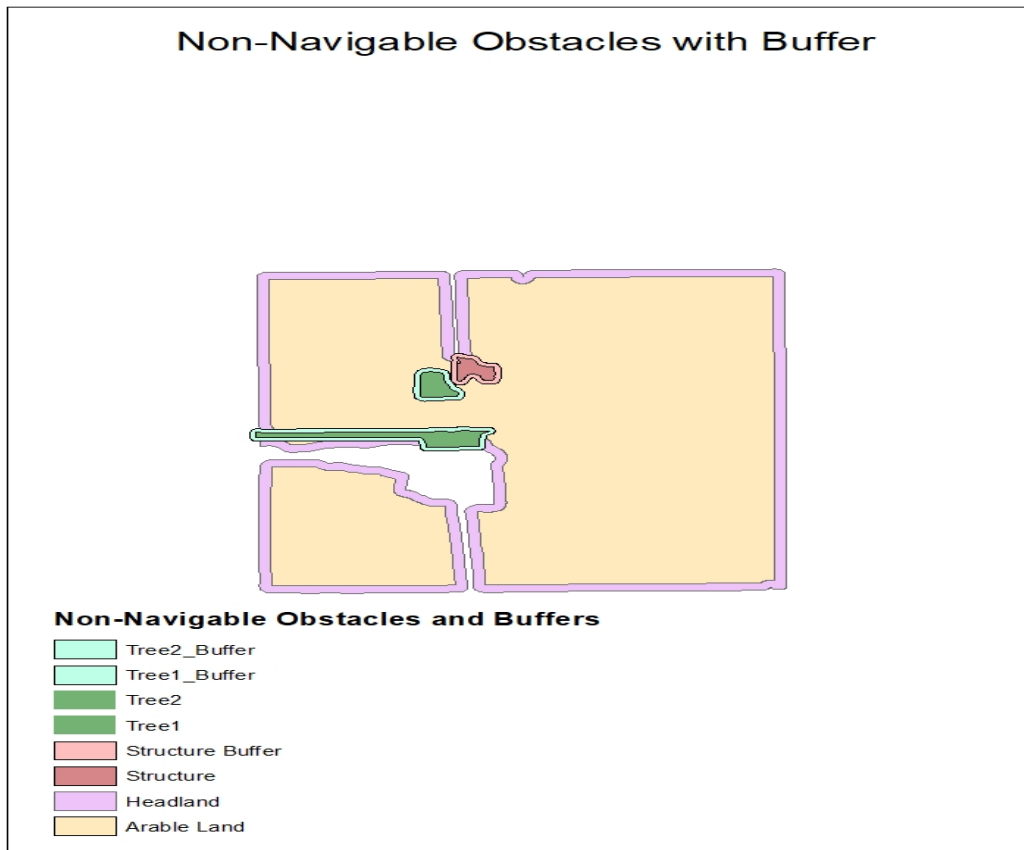 Non-Navigable Obstacles with Buffer
Non-Navigable Obstacles and Buffers
Tree2_Buffer
Tree1_Buffer
Tree2
Tree1
Structure Buffer
Structure
Headland
Arable Land